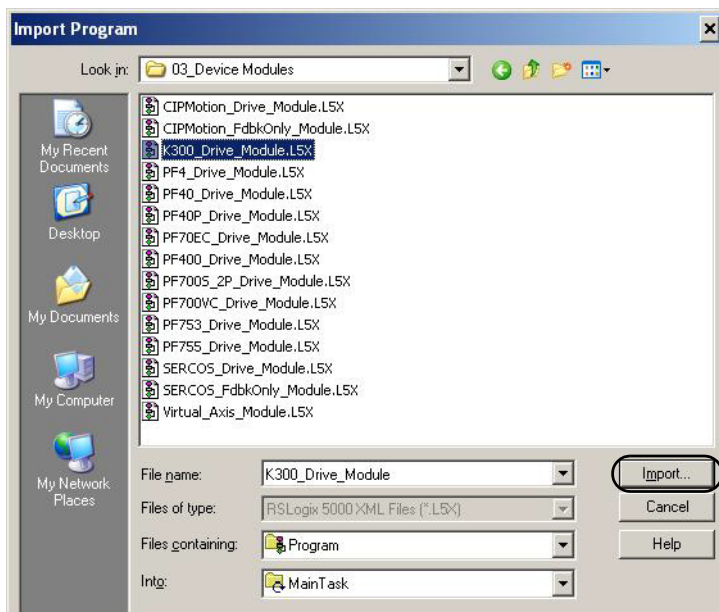 Import Program
Look in: 03_Device Modules
My Recent
Documents
Desktop
My Documents
My Computer
My Network
Places
CIPMotion_Drive_Module.L5X
CIPMotion_FdbkOnly_Module.L5X
K300_Drive_Module.L5X
PF4_Drive_Module.L5X
PF40_Drive_Module.L5X
PF40P_Drive_Module.L5X
PF70EC_Drive_Module.L5X
PF400_Drive_Module.L5X
PF700S_2P_Drive_Module.L5X
PF700VC_Drive_Module.L5X
PF753_Drive_Module.L5X
PF755_Drive_Module.L5X
SERCOS_Drive_Module.L5X
SERCOS_FdbkOnly_Module.L5X
Virtual_Axis_Module.L5X
File name: K300_Drive_Module Import...
Files of type: RSLogix 5000 XML Files (*.L5X) Cancel
Files containing: Program Help
Into: MainTask